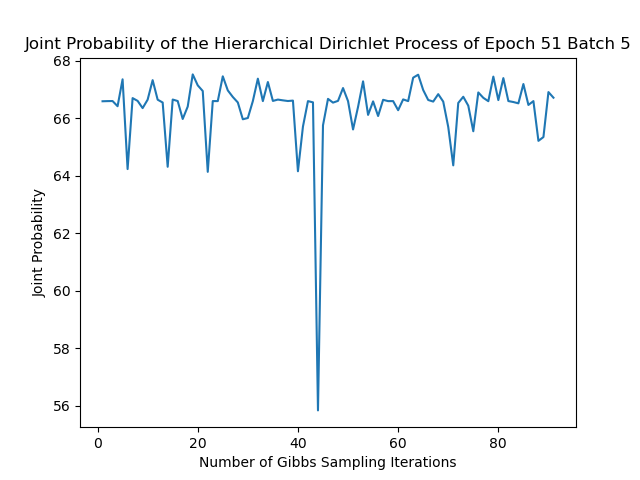 Joint Probability of the Hierarchical Dirichlet Process of Epoch 51 Batch 5
68
66
64
62
60
58
56
Joint Probability
0 20 40 60 80
Number of Gibbs Sampling Iterations